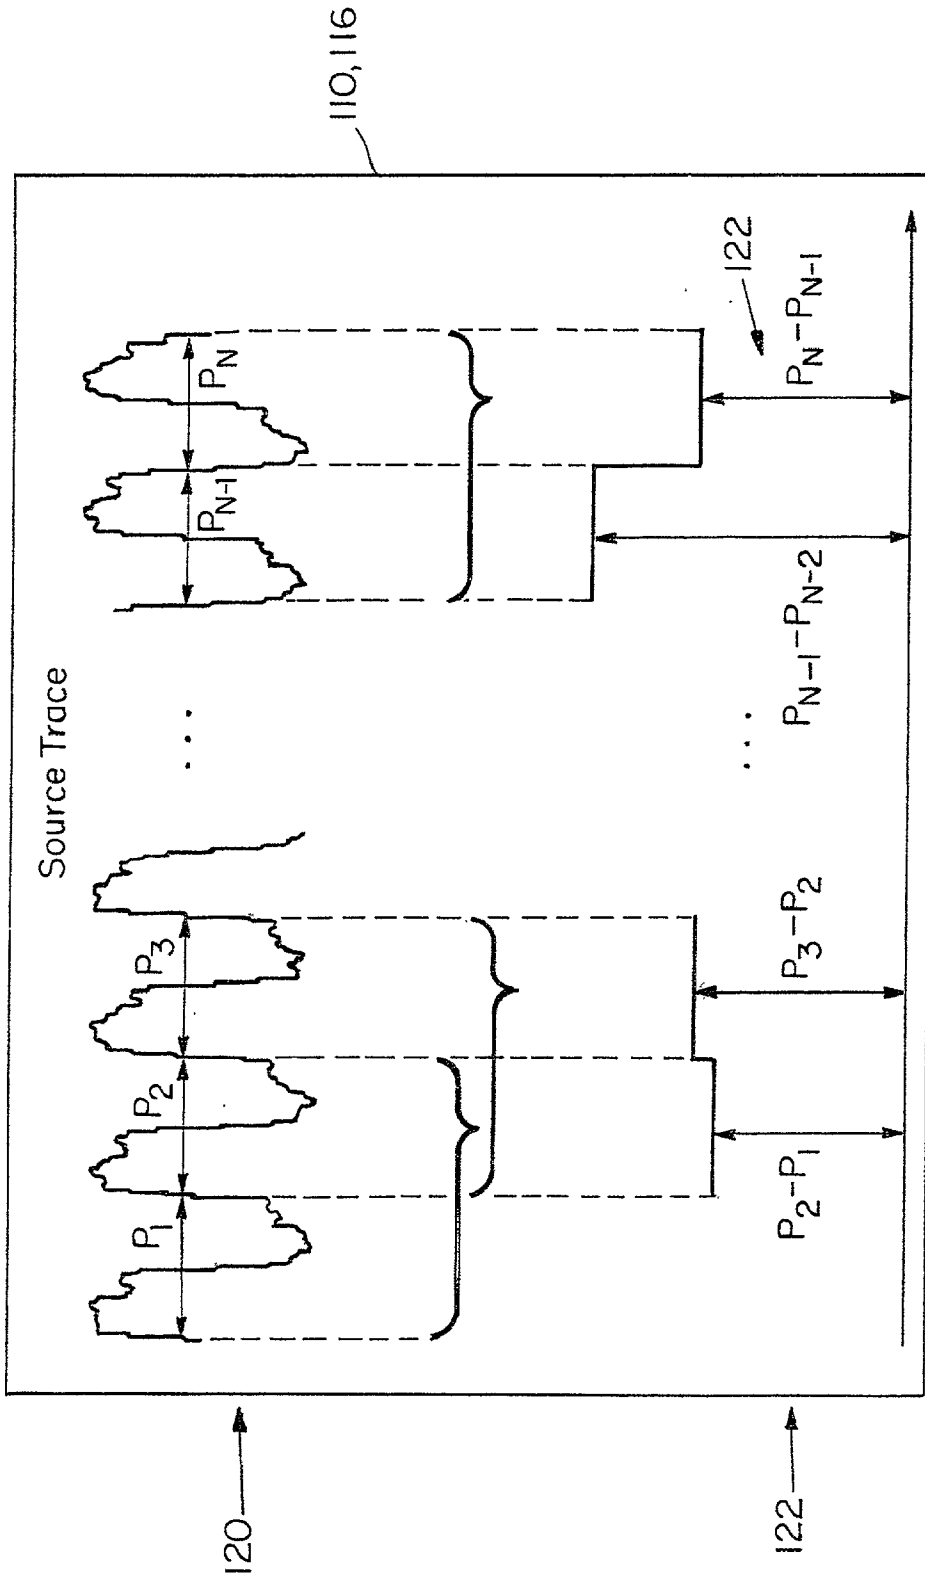 Source Trace
110, 116
120
P1
P2
P3
...
PN-1
PN
122
122
P2-P1
P3-P2
...
PN-1-PN-2
PN-PN-1